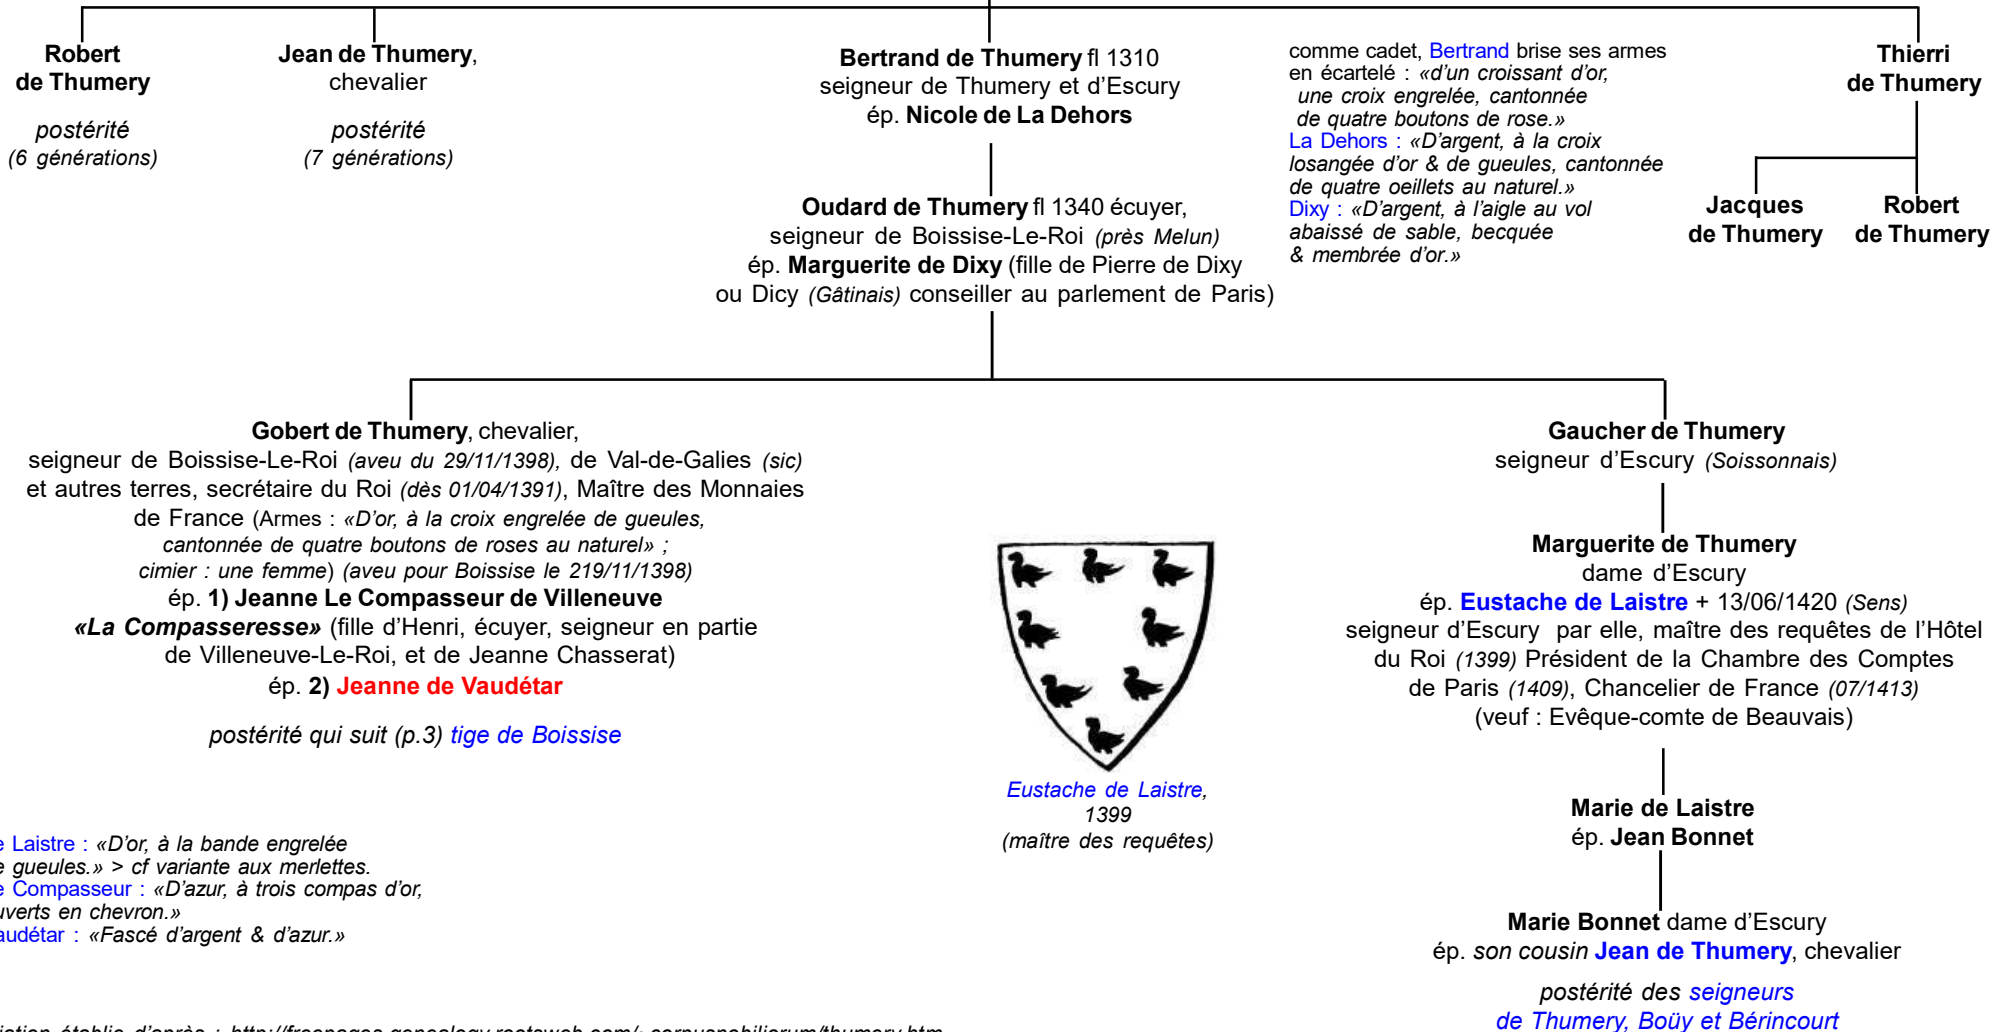 Robert
de Thumery
postérité
(6 générations)
Jean de Thumery,
chevalier
postérité
(7 générations)
Bertrand de Thumery fl 1310
seigneur de Thumery et d’Escury
ép. Nicole de La Dehors
comme cadet, Bertrand brise ses armes
en écartelé : «d’un croissant d’or,
une croix engrelée, cantonnée
de quatre boutons de rose.»
La Dehors : «D’argent, à la croix
losangée d’or & de gueules, cantonnée
de quatre oeillets au naturel.»
Dixy : «D’argent, à l’aigle au vol
abaissé de sable, becquée
& membrée d’or.»
Thierri
de Thumery
Jacques
de Thumery
Robert
de Thumery
Oudard de Thumery fl 1340 écuyer,
seigneur de Boissise-Le-Roi (près Melun)
ép. Marguerite de Dixy (fille de Pierre de Dixy
ou Dicy (Gâtinais) conseiller au parlement de Paris)
Gobert de Thumery, chevalier,
seigneur de Boissise-Le-Roi (aveu du 29/11/1398), de Val-de-Galies (sic)
et autres terres, secrétaire du Roi (dès 01/04/1391), Maître des Monnaies
de France (Armes : «D’or, à la croix engrelée de gueules,
cantonnée de quatre boutons de roses au naturel» ;
cimier : une femme) (aveu pour Boissise le 219/11/1398)
ép. 1) Jeanne Le Compasseur de Villeneuve
«La Compasseresse» (fille d’Henri, écuyer, seigneur en partie
de Villeneuve-Le-Roi, et de Jeanne Chasserat)
ép. 2) Jeanne de Vaudétar
postérité qui suit (p.3) tige de Boissise
Eustache de Laistre,
1399
(maître des requêtes)
Gaucher de Thumery
seigneur d’Escury (Soissonnais)
Marguerite de Thumery
dame d’Escury
ép. Eustache de Laistre + 13/06/1420 (Sens)
seigneur d’Escury par elle, maître des requêtes de l’Hôtel
du Roi (1399) Président de la Chambre des Comptes
de Paris (1409), Chancelier de France (07/1413)
(veuf : Evêque-comte de Beauvais)
Marie de Laistre
ép. Jean Bonnet
Marie Bonnet dame d’Escury
ép. son cousin Jean de Thumery, chevalier
postérité des seigneurs
de Thumery, Boüy et Bérincourt
e Laistre : «D’or, à la bande engrelée
e gueules.» > cf variante aux merlettes.
e Compasseur : «D’azur, à trois compas d’or,
uverts en chevron.»
audétar : «Fascé d’argent & d’azur.»